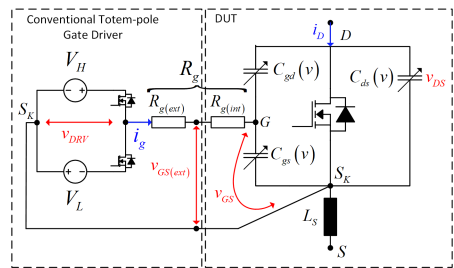 Conventional Totem-pole
Gate Driver
DUT
V_H
R_g
R_g(ext)
R_g(int)
S_K
v_DRV
i_g
V_L
v_GS(ext)
v_GS
G
i_D
D
C_gd(v)
C_ds(v)
v_DS
C_gs(v)
S_K
L_S
S